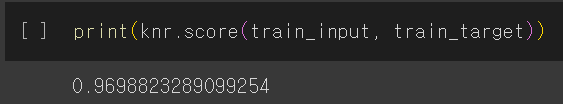 [ ] print(knr.score(train_input, train_target))
0.9698823289099254